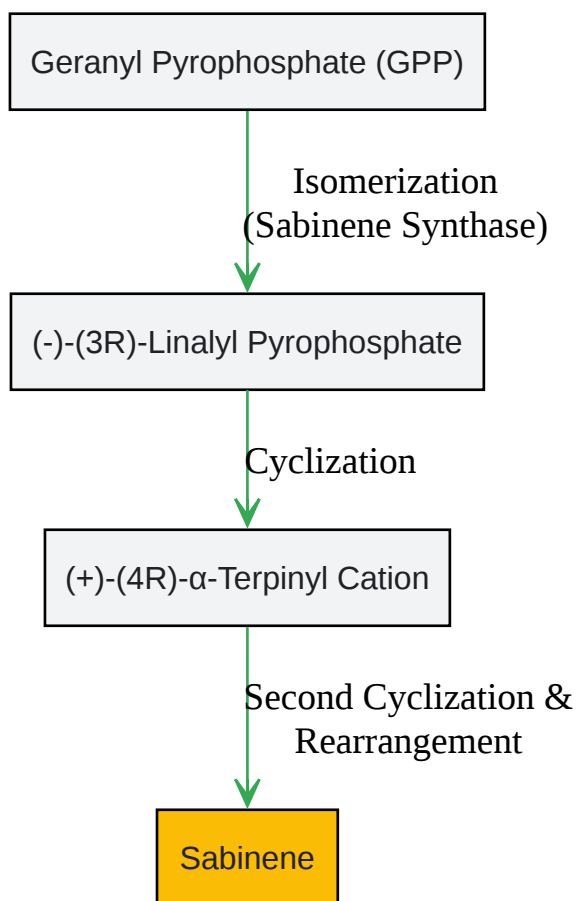 Geranyl Pyrophosphate (GPP)
Isomerization
(Sabinene Synthase)
(-)-(3R)-Linalyl Pyrophosphate
Cyclization
(+)-(4R)-α-Terpinyl Cation
Second Cyclization &
Rearrangement
Sabinene